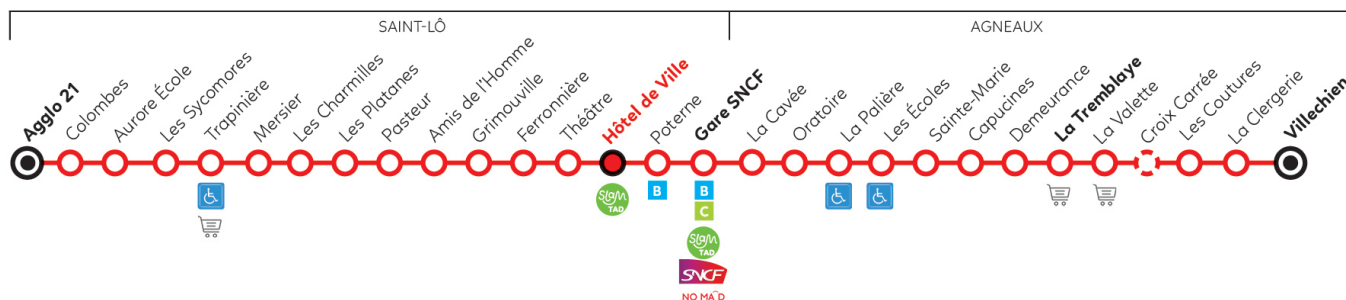 SAINT-LÔ
AGNEAUX
Agglo 21
Colombes
Aurore École
Les Sycomores
Trapinière
Mersier
Les Charmilles
Les Platanes
Pasteur
Amis de l'Homme
Grimouville
Ferronnière
Théâtre
Hôtel de Ville
Poterne
Gare SNCF
La Cavée
Oratoire
La Palière
Les Écoles
Sainte-Marie
Capucines
Demeurance
La Tremblaye
La Valette
Croix Carrée
Les Coutures
La Clergerie
Villechien
SLAM
TAD
B
B
C
SLAM
TAD
SNCF
NOMAD